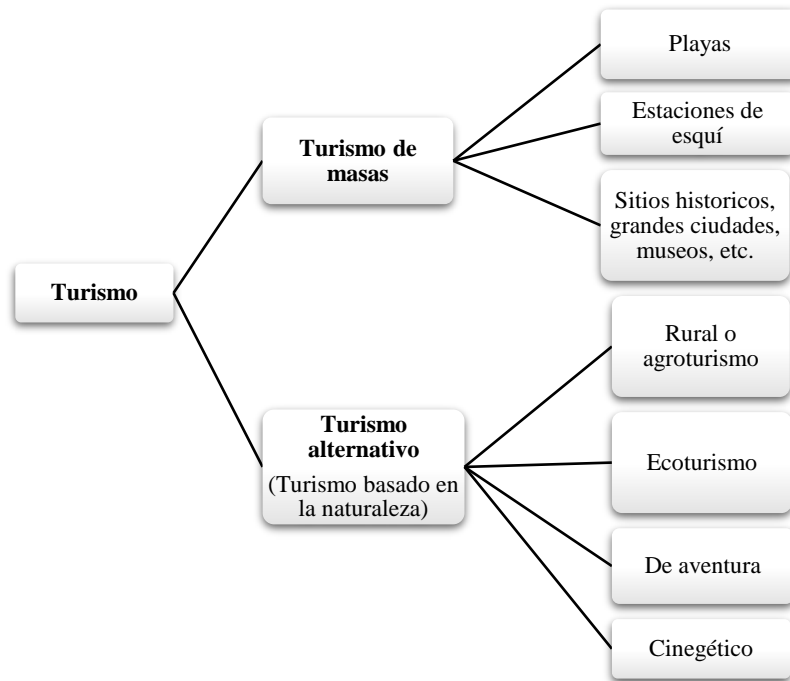 Turismo
Turismo de
masas
Playas
Estaciones de
esquí
Sitios historicos,
grandes ciudades,
museos, etc.
Turismo
alternativo
(Turismo basado en
la naturaleza)
Rural o
agroturismo
Ecoturismo
De aventura
Cinegético